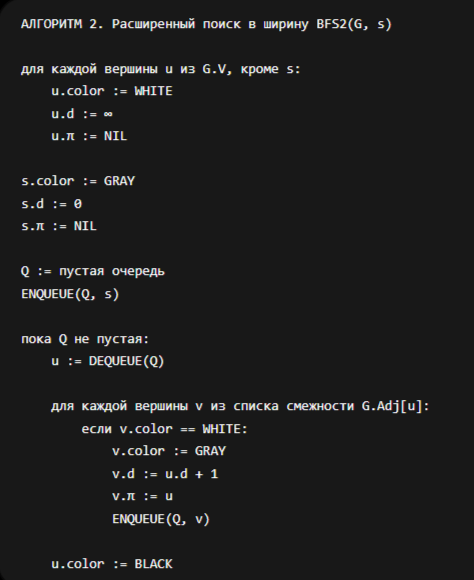 АЛГОРИТМ 2. Расширенный поиск в ширину BFS2(G, s)
для каждой вершины u из G.V, кроме s:
u.color := WHITE
u.d := ∞
u.π := NIL
s.color := GRAY
s.d := 0
s.π := NIL
Q := пустая очередь
ENQUEUE(Q, s)
пока Q не пустая:
u := DEQUEUE(Q)
для каждой вершины v из списка смежности G.Adj[u]:
если v.color == WHITE:
v.color := GRAY
v.d := u.d + 1
v.π := u
ENQUEUE(Q, v)
u.color := BLACK